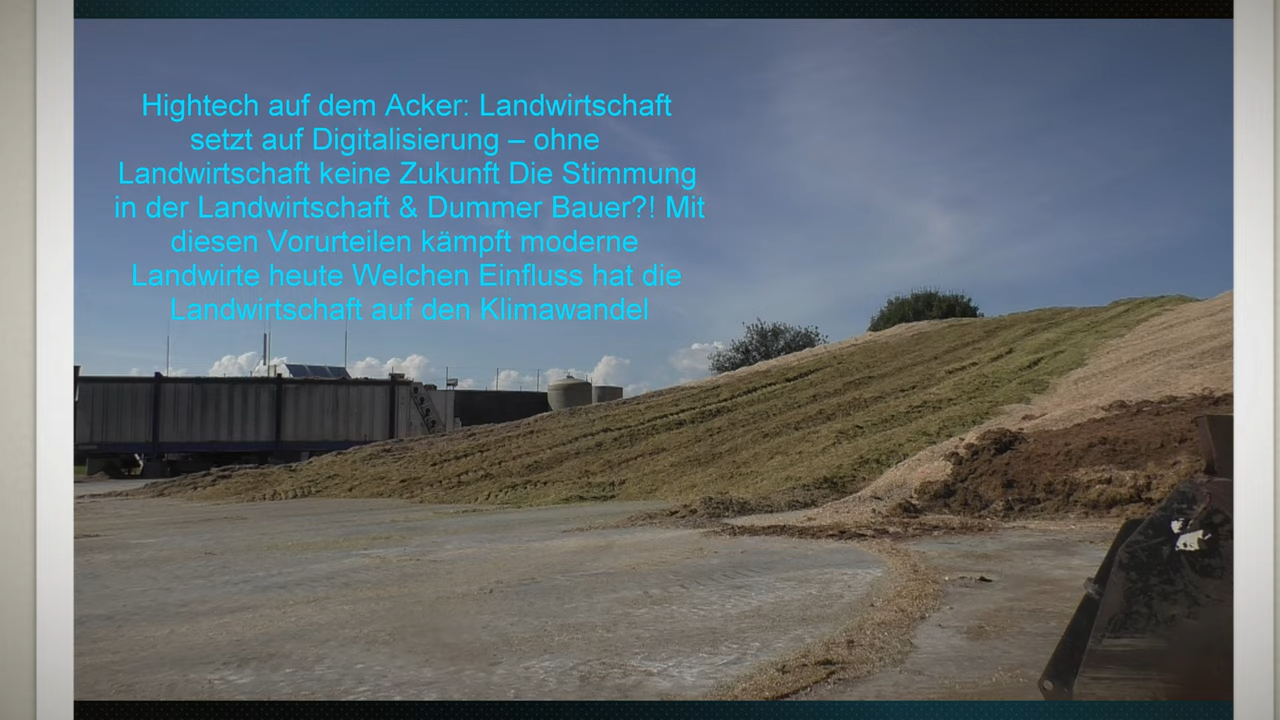 Hightech auf dem Acker: Landwirtschaft
setzt auf Digitalisierung – ohne
Landwirtschaft keine Zukunft Die Stimmung
in der Landwirtschaft & Dummer Bauer?! Mit
diesen Vorurteilen kämpft moderne
Landwirte heute Welchen Einfluss hat die
Landwirtschaft auf den Klimawandel